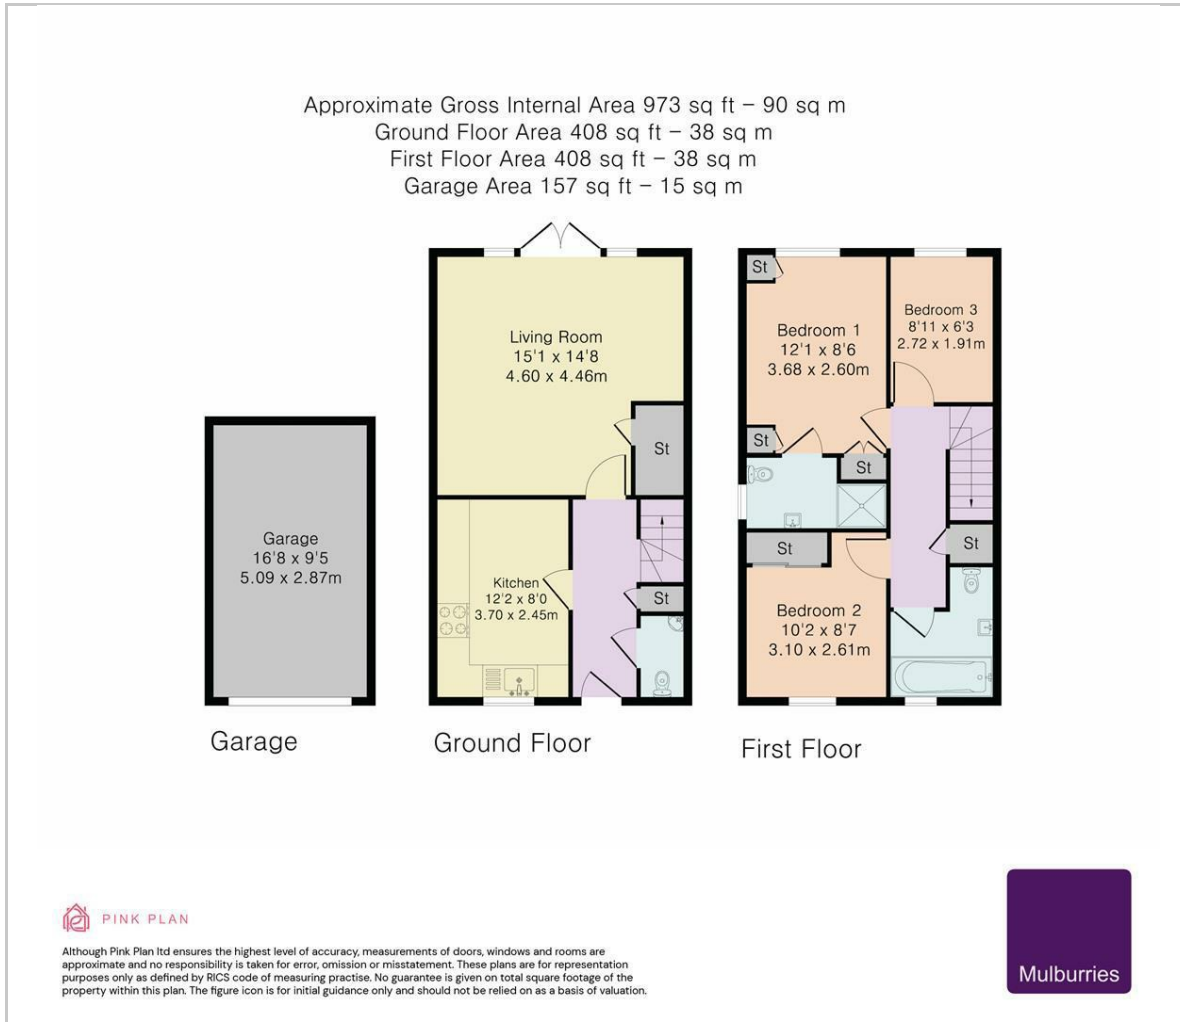 Approximate Gross Internal Area 973 sq ft – 90 sq m
Ground Floor Area 408 sq ft – 38 sq m
First Floor Area 408 sq ft – 38 sq m
Garage Area 157 sq ft – 15 sq m
Garage
16'8 x 9'5
5.09 x 2.87m
Garage
Living Room
15'1 x 14'8
4.60 x 4.46m
St
Kitchen
12'2 x 8'0
3.70 x 2.45m
St
Ground Floor
St
Bedroom 1
12'1 x 8'6
3.68 x 2.60m
Bedroom 3
8'11 x 6'3
2.72 x 1.91m
St
St
St
St
Bedroom 2
10'2 x 8'7
3.10 x 2.61m
First Floor
PINK PLAN
Although Pink Plan ltd ensures the highest level of accuracy, measurements of doors, windows and rooms are
approximate and no responsibility is taken for error, omission or misstatement. These plans are for representation
purposes only as defined by RICS code of measuring practise. No guarantee is given on total square footage of the
property within this plan. The figure icon is for initial guidance only and should not be relied on as a basis of valuation.
Mulburries